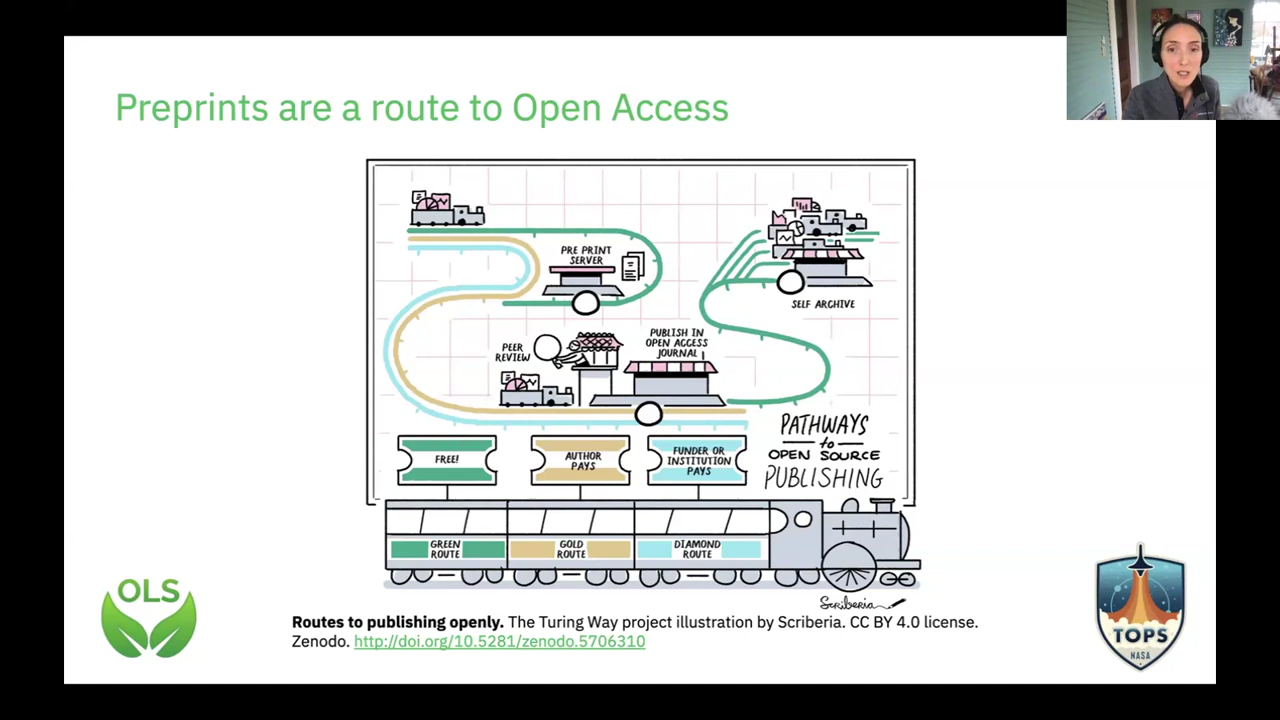 Preprints are a route to Open Access
PRE PRINT
SERVER
SELF ARCHIVE
PEER
REVIEW
PUBLISH IN
OPEN ACCESS
JOURNAL
PATHWAYS
to
OPEN SOURCE
PUBLISHING
FREE!
AUTHOR
PAYS
FUNDER OR
INSTITUTION
PAYS
GREEN
ROUTE
GOLD
ROUTE
DIAMOND
ROUTE
Scriberia
OLS
Routes to publishing openly. The Turing Way project illustration by Scriberia. CC BY 4.0 license.
Zenodo. http://doi.org/10.5281/zenodo.5706310
TOPS
NASA